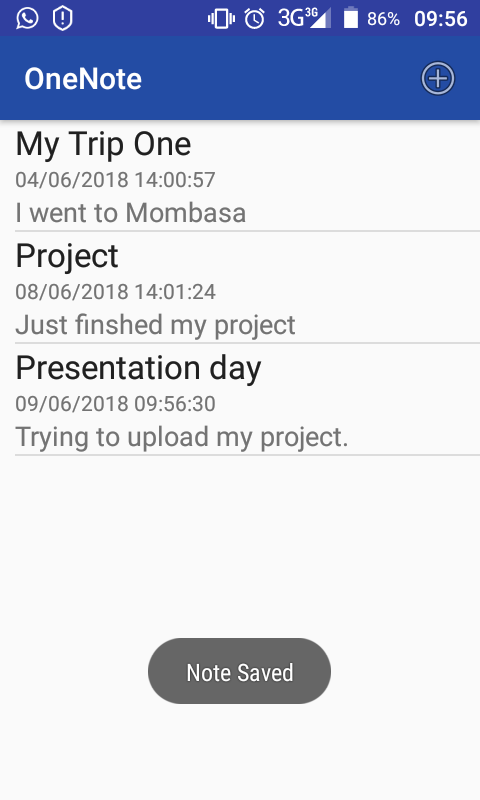 3G 3G 86% 09:56
OneNote
My Trip One
04/06/2018 14:00:57
I went to Mombasa
Project
08/06/2018 14:01:24
Just finshed my project
Presentation day
09/06/2018 09:56:30
Trying to upload my project.
Note Saved